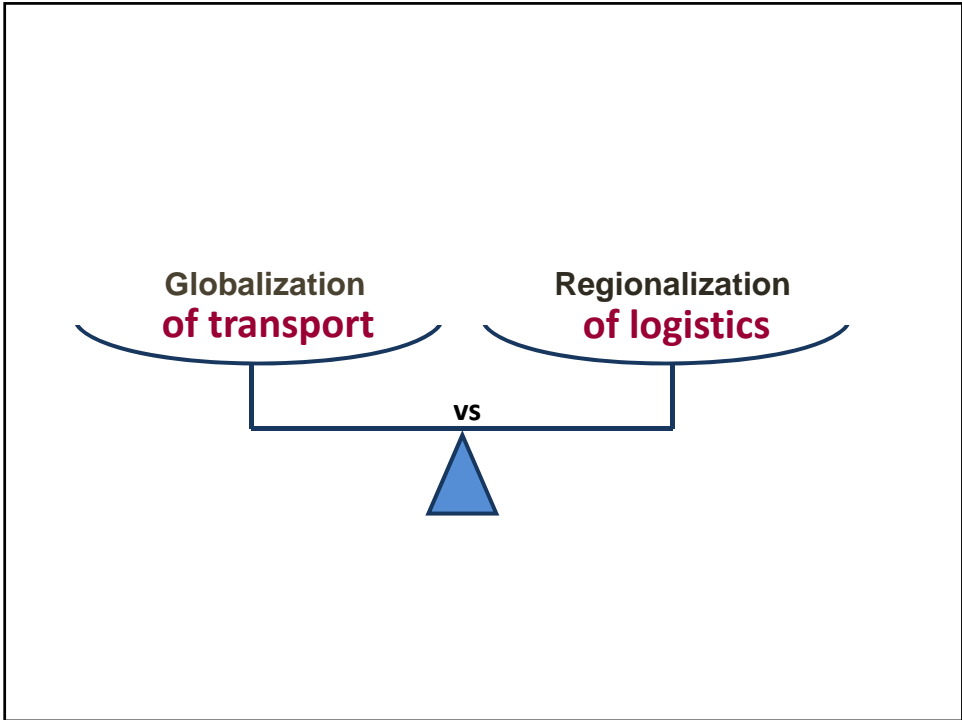 Globalization
of transport
Regionalization
of logistics
vs